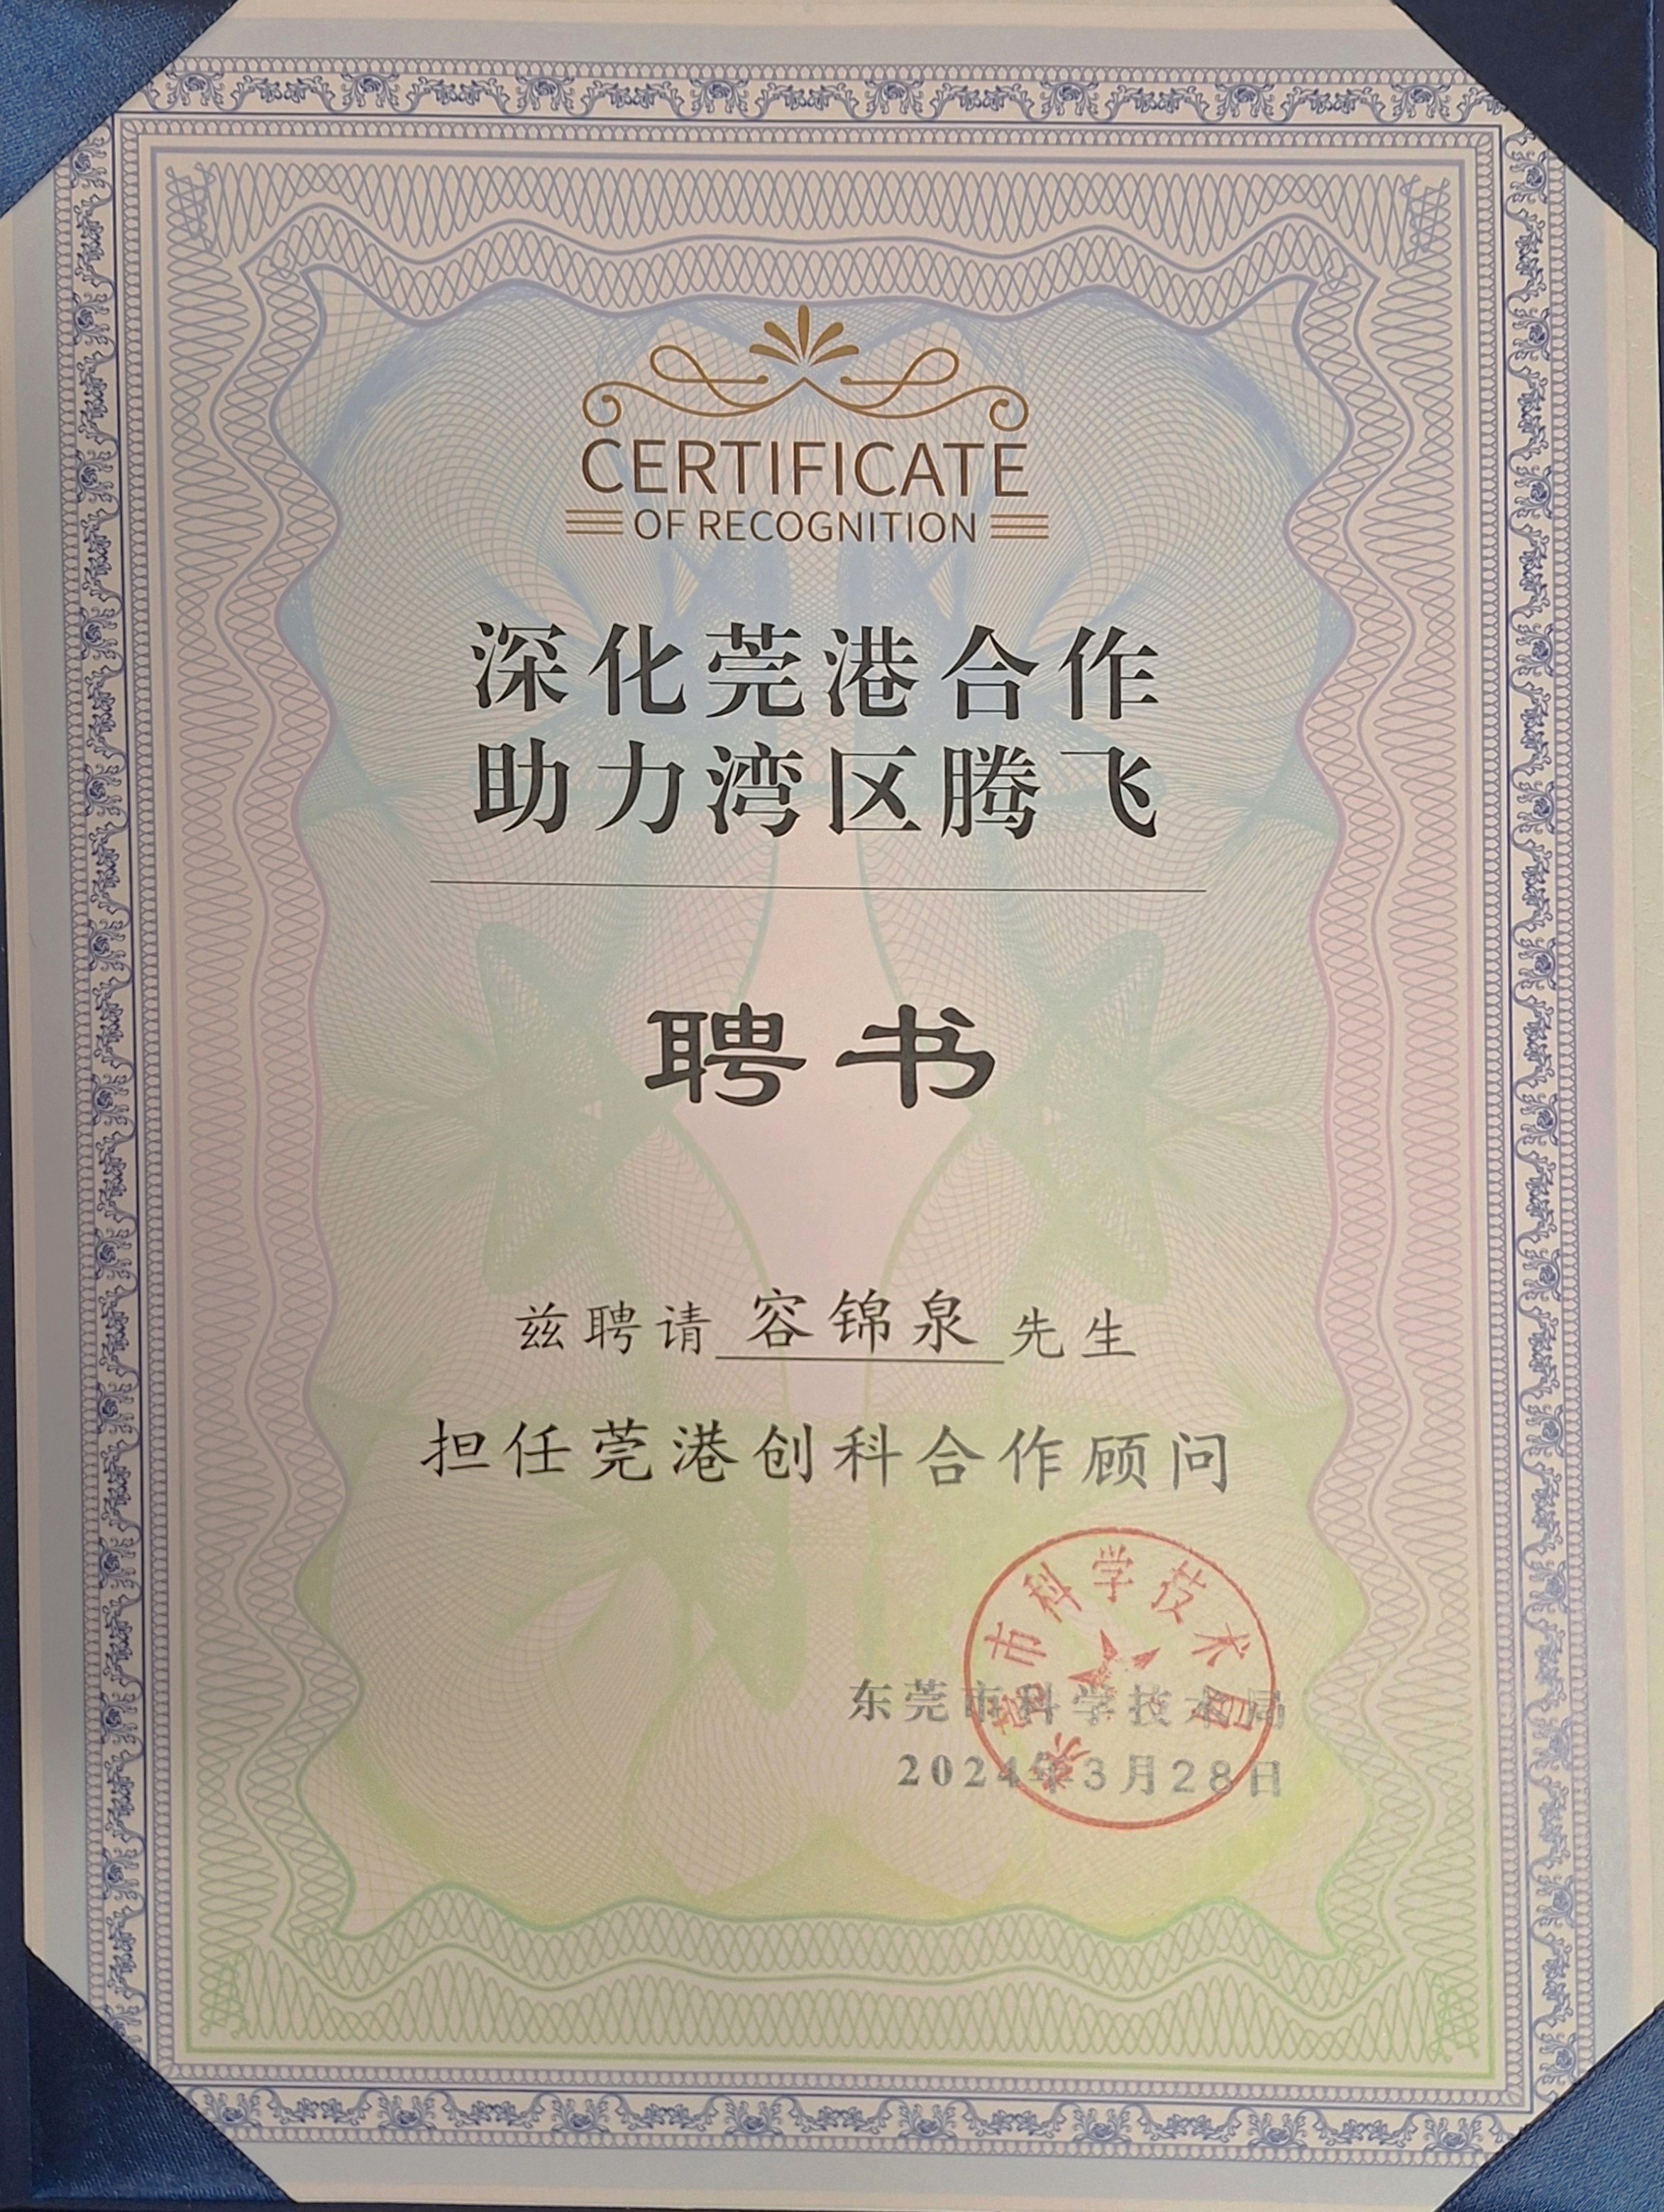 CERTIFICATE
OF RECOGNITION
深化莞港合作
助力湾区腾飞
聘书
兹聘请 容锦泉 先生
担任莞港创科合作顾问
东莞市科学技术局
2024年3月28日
东莞市科学技术局